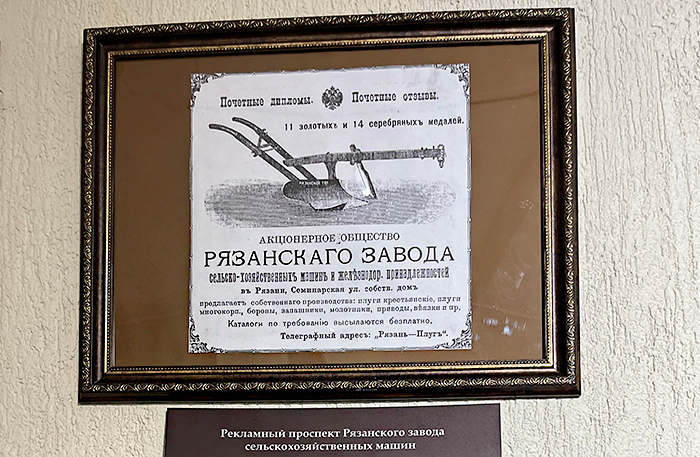 Почетные дипломы. Почетные отзывы.
11 золотыхъ и 14 серебряныхъ медалей.
АКЦІОНЕРНОЕ ОБЩЕСТВО
РЯЗАНСКАГО ЗАВОДА
сельско-хозяйственныхъ машинъ и желѣзнодор. принадлежностей
въ Рязани, Семинарская ул. собств. домъ
предлагаетъ собственнаго производства: плуги крестьянскіе, плуги
многокорп., бороны, запашники, молотилки, приводы, вѣялки и пр.
Каталоги по требованію высылаются безплатно.
Телеграфный адресъ: „Рязань—Плугъ".
Рекламный проспект Рязанского завода
сельскохозяйственных машин